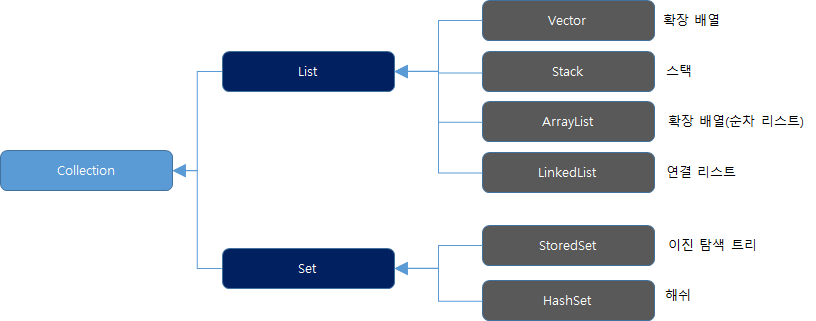 Vector 확장 배열
List
Stack 스택
ArrayList 확장 배열(순차 리스트)
Collection
LinkedList 연결 리스트
StoredSet 이진 탐색 트리
Set
HashSet 해쉬